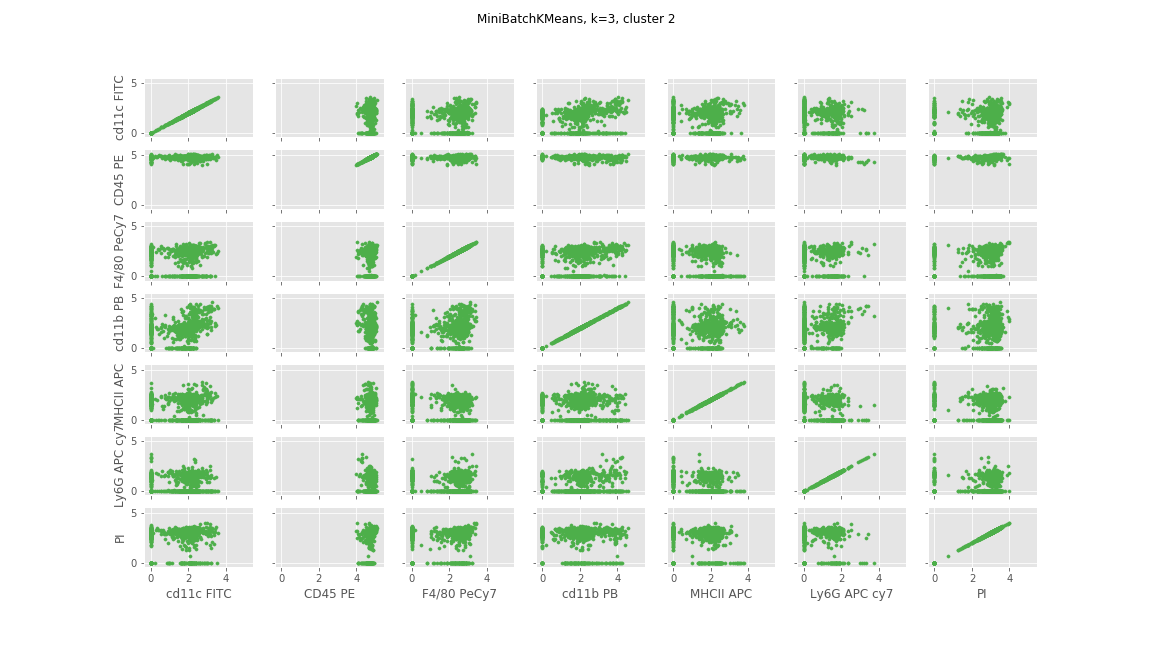 MiniBatchKMeans, k=3, cluster 2
cd11c FITC
5
0
CD45 PE
5
0
F4/80 PeCy7
5
0
cd11b PB
5
0
MHCII APC
5
0
Ly6G APC cy7
5
0
PI
5
0
0 2 4 0 2 4 0 2 4 0 2 4 0 2 4 0 2 4 0 2 4
cd11c FITC CD45 PE F4/80 PeCy7 cd11b PB MHCII APC Ly6G APC cy7 PI